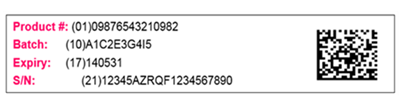 Product #: (01)09876543210982
Batch: (10)A1C2E3G4I5
Expiry: (17)140531
S/N: (21)12345AZRQF1234567890